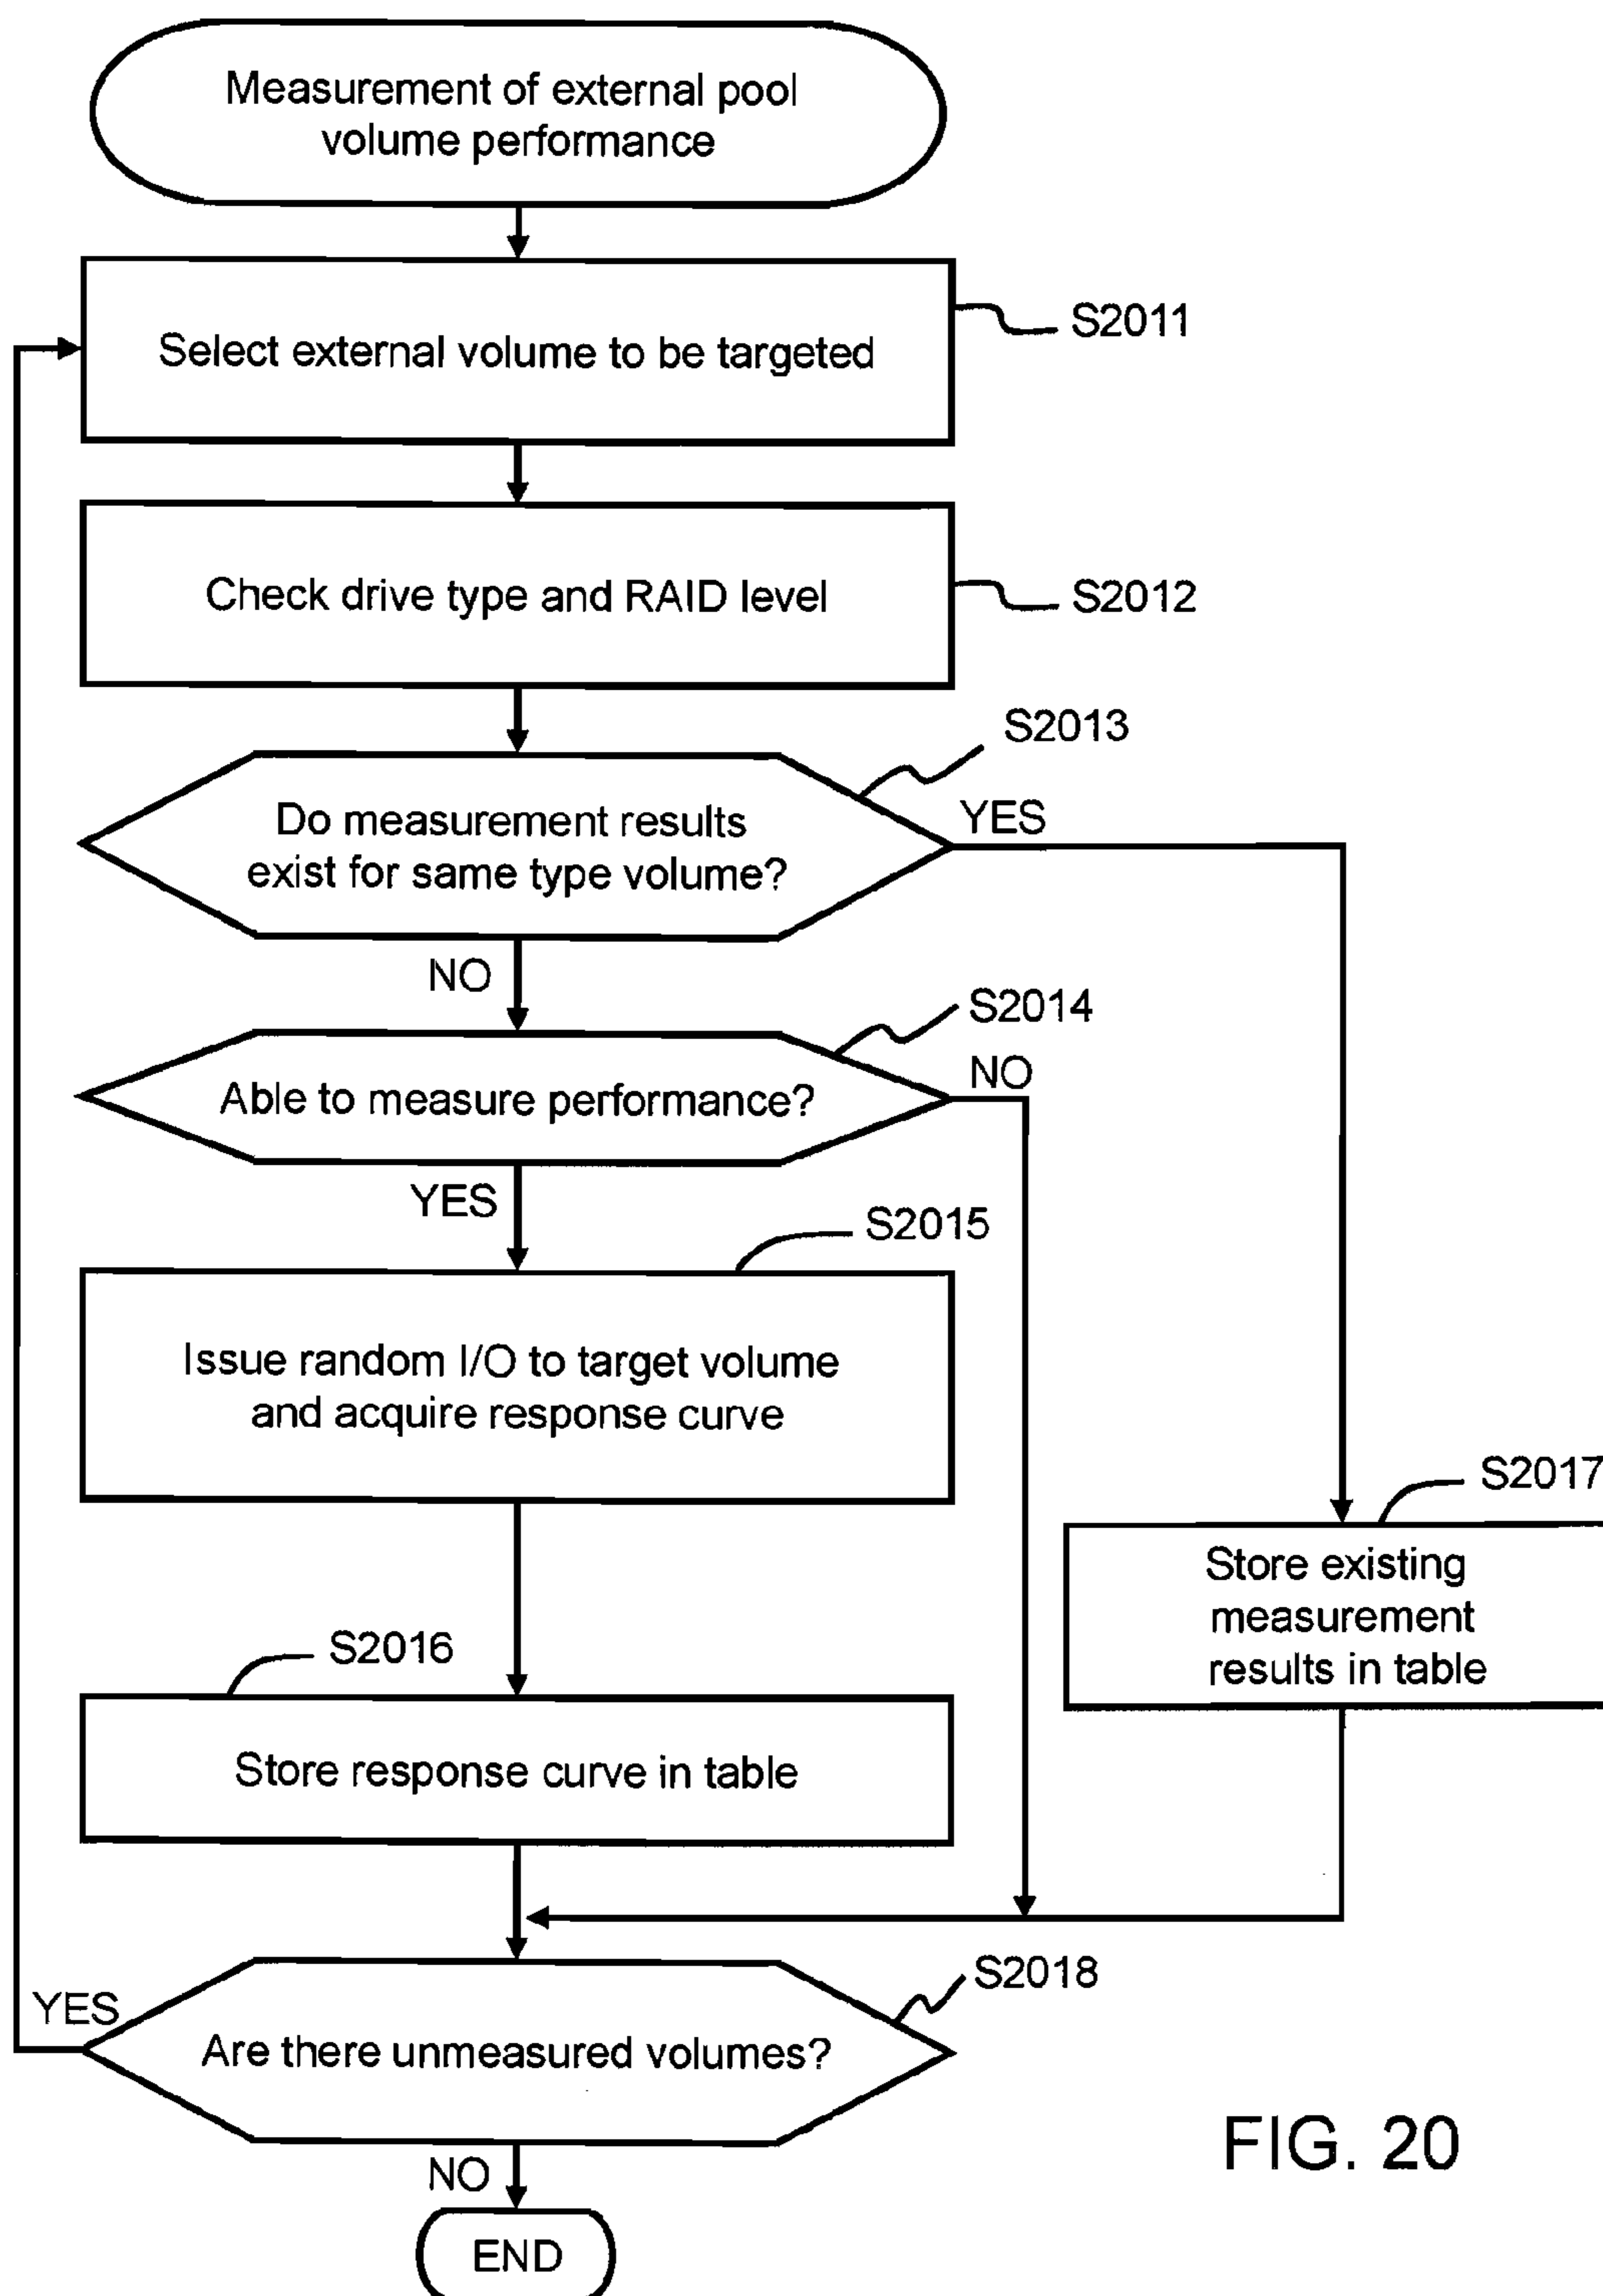 Measurement of external pool
volume performance
S2011
Select external volume to be targeted
Check drive type and RAID level
S2012
S2013
Do measurement results
exist for same type volume?
YES
NO
S2014
Able to measure performance?
NO
YES
S2015
Issue random I/O to target volume
and acquire response curve
S2017
Store existing
measurement
results in table
S2016
Store response curve in table
S2018
YES
Are there unmeasured volumes?
NO
END
FIG. 20